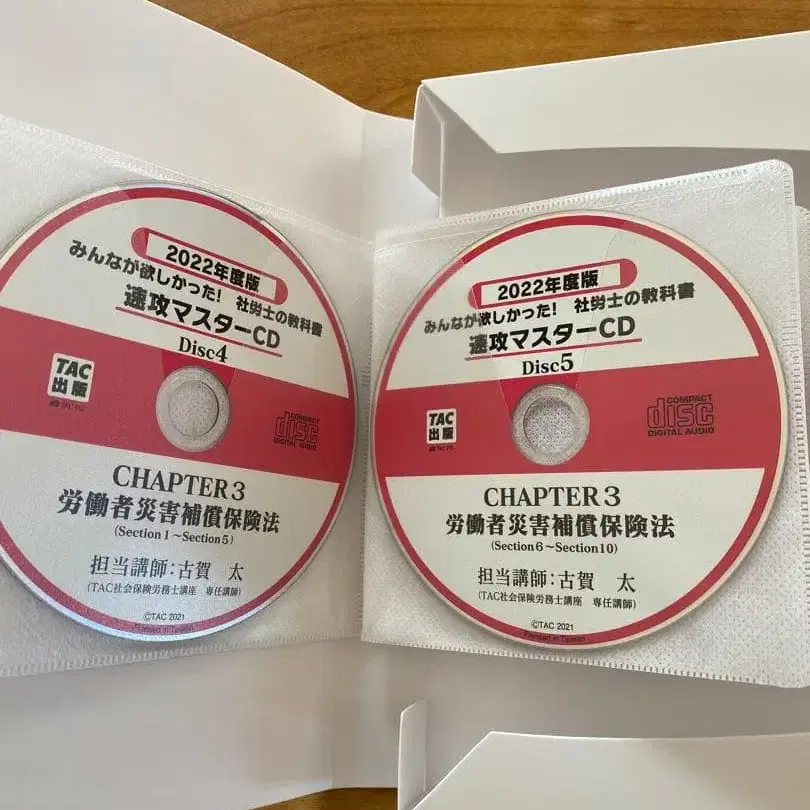 2022年度版
みんなが欲しかった! 社労士の教科書
速攻マスターCD
Disc4
TAC
出版
COMPACT
disc
DIGITAL AUDIO
CHAPTER 3
労働者災害補償保険法
(Section 1～Section 5)
担当講師:古賀 太
(TAC社会保険労務士講座 専任講師)
©TAC 2021
Printed in Taiwan
2022年度版
みんなが欲しかった! 社労士の教科書
速攻マスターCD
Disc5
TAC
出版
COMPACT
disc
DIGITAL AUDIO
CHAPTER 3
労働者災害補償保険法
(Section 6～Section 10)
担当講師:古賀 太
(TAC社会保険労務士講座 専任講師)
©TAC 2021
Printed in Taiwan